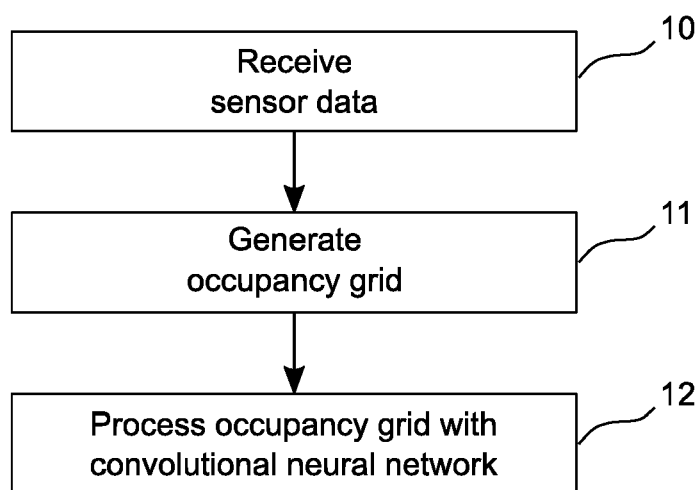 10
Receive
sensor data
11
Generate
occupancy grid
12
Process occupancy grid with
convolutional neural network